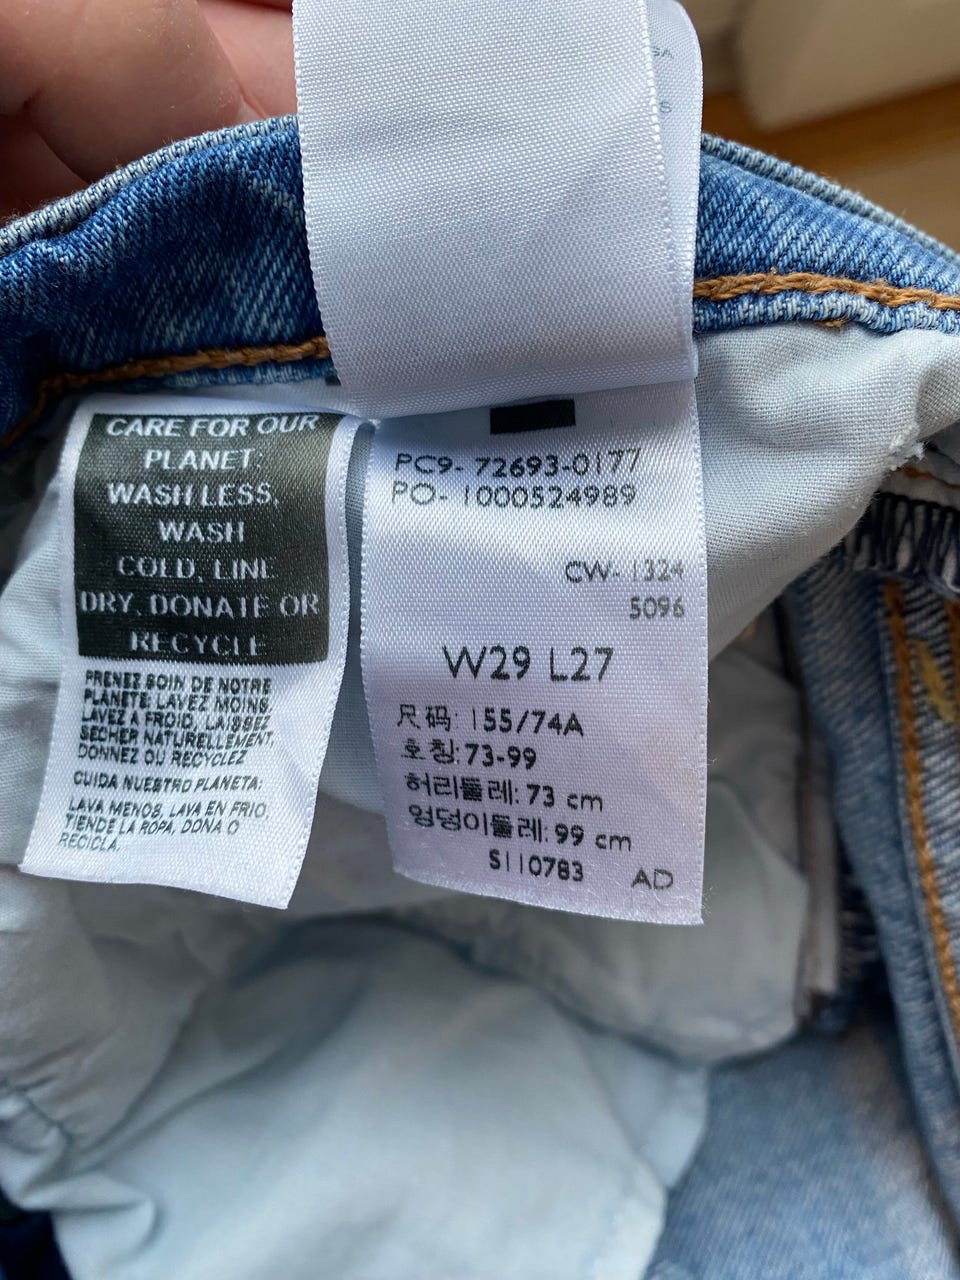 CARE FOR OUR
PLANET:
WASH LESS,
WASH
COLD, LINE
DRY, DONATE OR
RECYCLE
PRENEZ SOIN DE NOTRE
PLANÈTE: LAVEZ MOINS,
LAVEZ À FROID, LAISSEZ
SÉCHER NATURELLEMENT,
DONNEZ OU RECYCLEZ
CUIDA NUESTRO PLANETA:
LAVA MENOS, LAVA EN FRIO,
TIENDE LA ROPA, DONA O
RECICLA.
PC9- 72693-0177
PO- 1000524989
CW- 1324
5096
W29 L27
尺码: 155/74A
호칭: 73-99
허리둘레: 73 cm
엉덩이둘레: 99 cm
S110783 AD